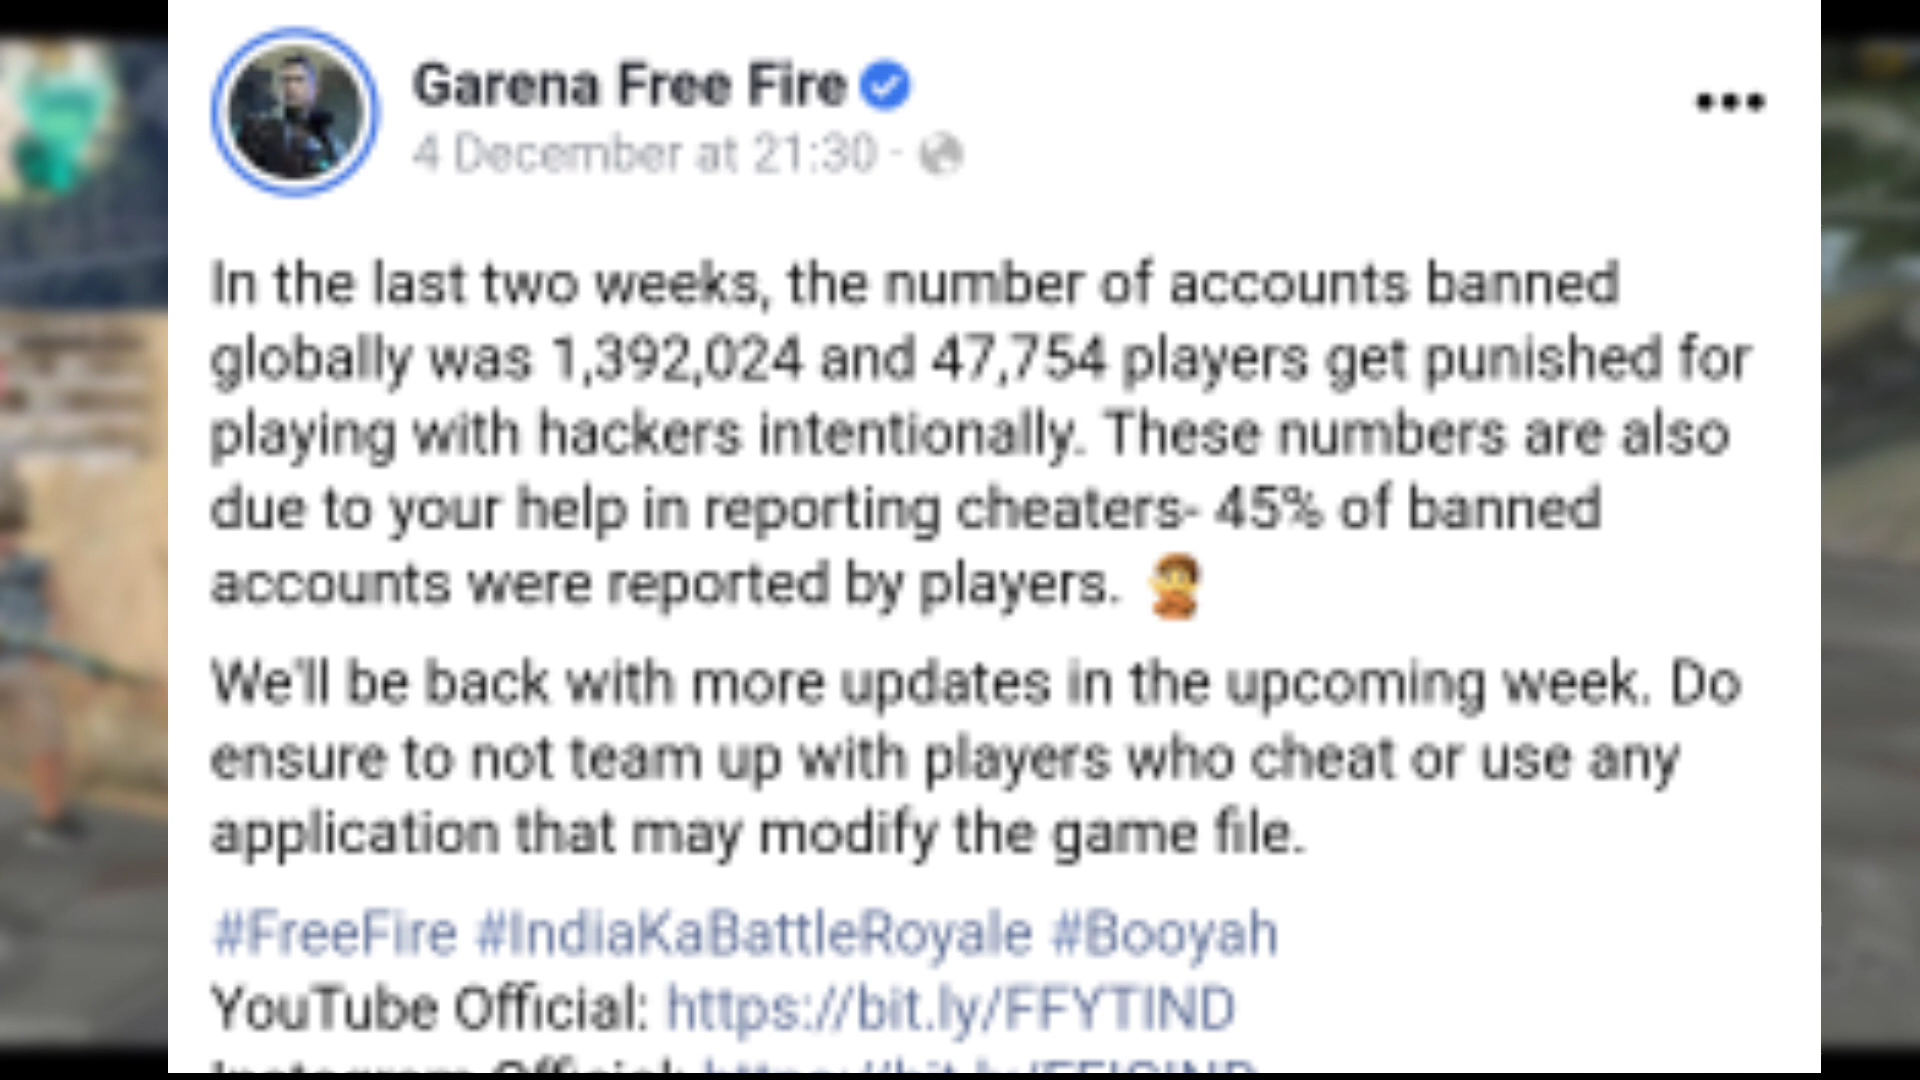 Garena Free Fire
4 December at 21:30 ·
In the last two weeks, the number of accounts banned
globally was 1,392,024 and 47,754 players get punished for
playing with hackers intentionally. These numbers are also
due to your help in reporting cheaters- 45% of banned
accounts were reported by players. 
We'll be back with more updates in the upcoming week. Do
ensure to not team up with players who cheat or use any
application that may modify the game file.
#FreeFire #IndiaKaBattleRoyale #Booyah
YouTube Official: https://bit.ly/FFYTIND